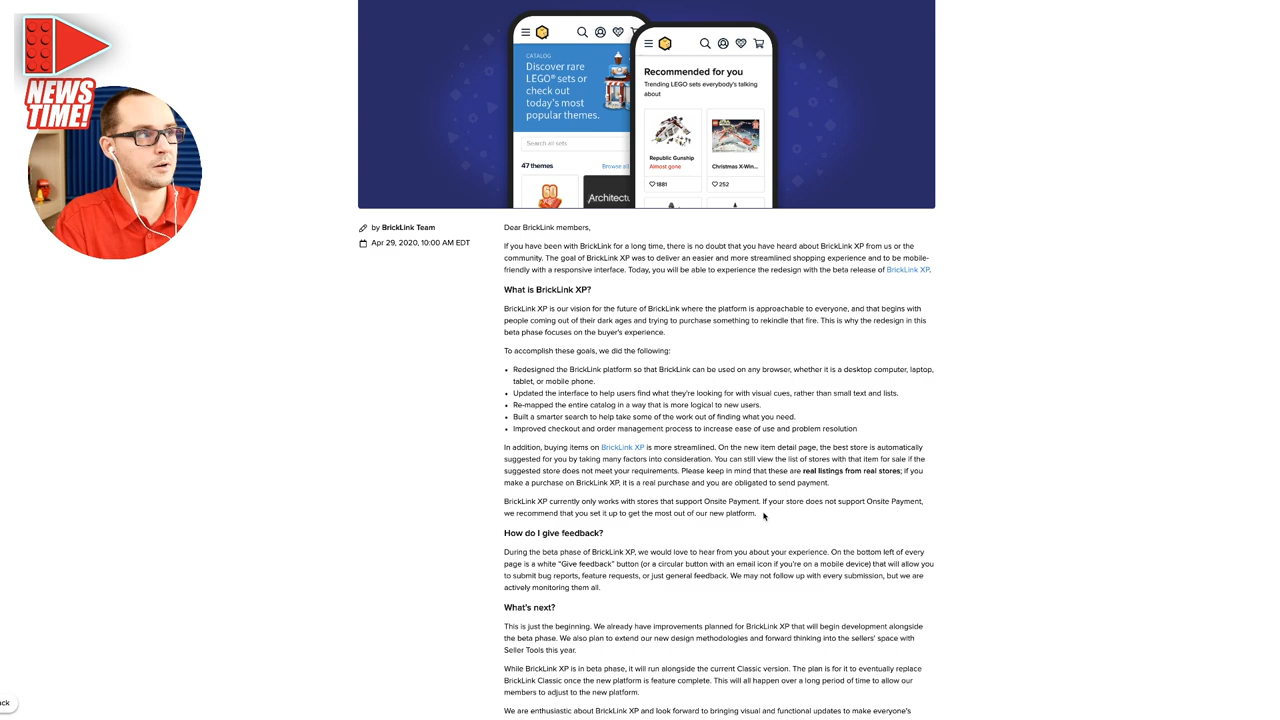 NEWS
TIME!
CATALOG
Discover rare
LEGO® sets or
check out
today's most
popular themes.
Search all sets
47 themes
Browse all
Recommended for you
Trending LEGO sets everybody's talking
about
Republic Gunship
Almost gone
1881
Christmas X-Win...
252
by BrickLink Team
Apr 29, 2020, 10:00 AM EDT
Dear BrickLink members,
If you have been with BrickLink for a long time, there is no doubt that you have heard about BrickLink XP from us or the
community. The goal of BrickLink XP was to deliver an easier and more streamlined shopping experience and to be mobile-
friendly with a responsive interface. Today, you will be able to experience the redesign with the beta release of BrickLink XP.
What is BrickLink XP?
BrickLink XP is our vision for the future of BrickLink where the platform is approachable to everyone, and that begins with
people coming out of their dark ages and trying to purchase something to rekindle that fire. This is why the redesign in this
beta phase focuses on the buyer's experience.
To accomplish these goals, we did the following:
• Redesigned the BrickLink platform so that BrickLink can be used on any browser, whether it is a desktop computer, laptop,
tablet, or mobile phone.
• Updated the interface to help users find what they're looking for with visual cues, rather than small text and lists.
• Re-mapped the entire catalog in a way that is more logical to new users.
• Built a smarter search to help take some of the work out of finding what you need.
• Improved checkout and order management process to increase ease of use and problem resolution
In addition, buying items on BrickLink XP is more streamlined. On the new item detail page, the best store is automatically
suggested for you by taking many factors into consideration. You can still view the list of stores with that item for sale if the
suggested store does not meet your requirements. Please keep in mind that these are real listings from real stores; if you
make a purchase on BrickLink XP, it is a real purchase and you are obligated to send payment.
BrickLink XP currently only works with stores that support Onsite Payment. If your store does not support Onsite Payment,
we recommend that you set it up to get the most out of our new platform.
How do I give feedback?
During the beta phase of BrickLink XP, we would love to hear from you about your experience. On the bottom left of every
page is a white "Give feedback" button (or a circular button with an email icon if you're on a mobile device) that will allow you
to submit bug reports, feature requests, or just general feedback. We may not follow up with every submission, but we are
actively monitoring them all.
What's next?
This is just the beginning. We already have improvements planned for BrickLink XP that will begin development alongside
the beta phase. We also plan to extend our new design methodologies and forward thinking into the sellers' space with
Seller Tools this year.
While BrickLink XP is in beta phase, it will run alongside the current Classic version. The plan is for it to eventually replace
BrickLink Classic once the new platform is feature complete. This will all happen over a long period of time to allow our
members to adjust to the new platform.
We are enthusiastic about BrickLink XP and look forward to bringing visual and functional updates to make everyone's